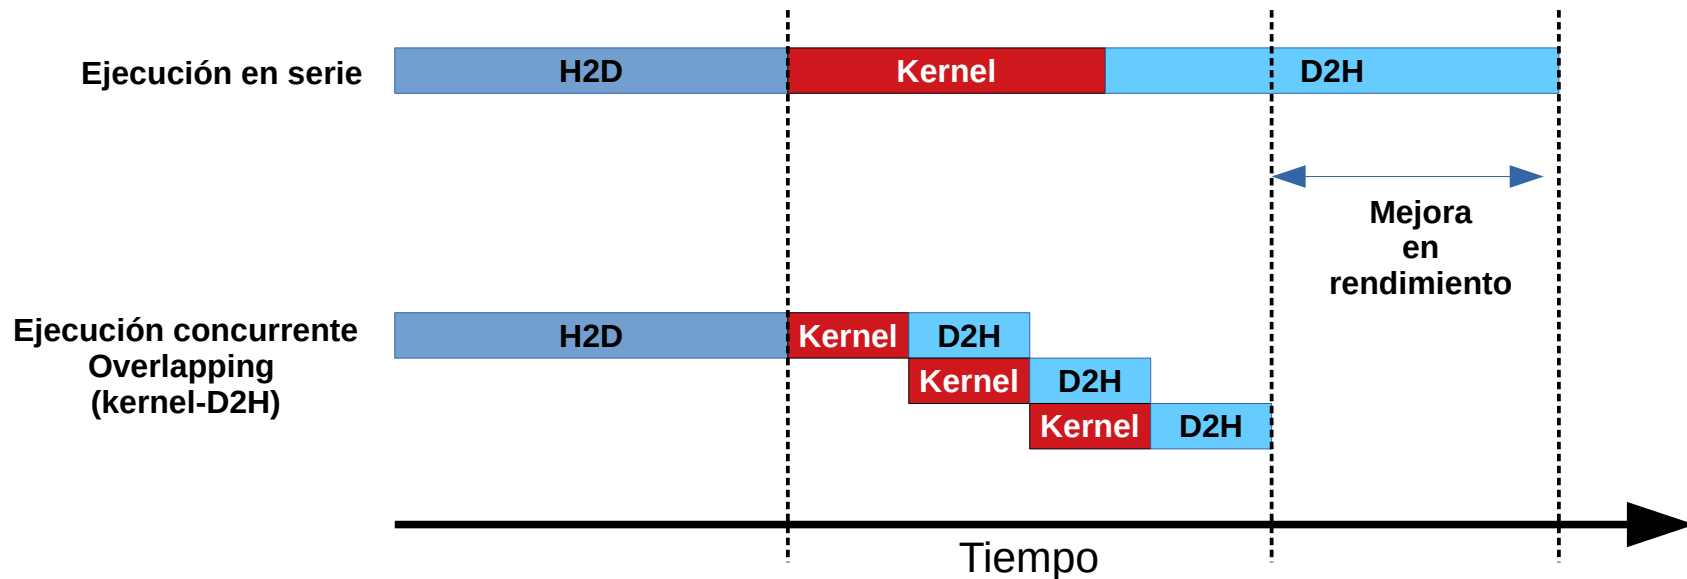 Ejecución en serie
H2D
Kernel
D2H
Mejora
en
rendimiento
Ejecución concurrente
Overlapping
(kernel-D2H)
H2D
Kernel
D2H
Kernel
D2H
Kernel
D2H
Tiempo